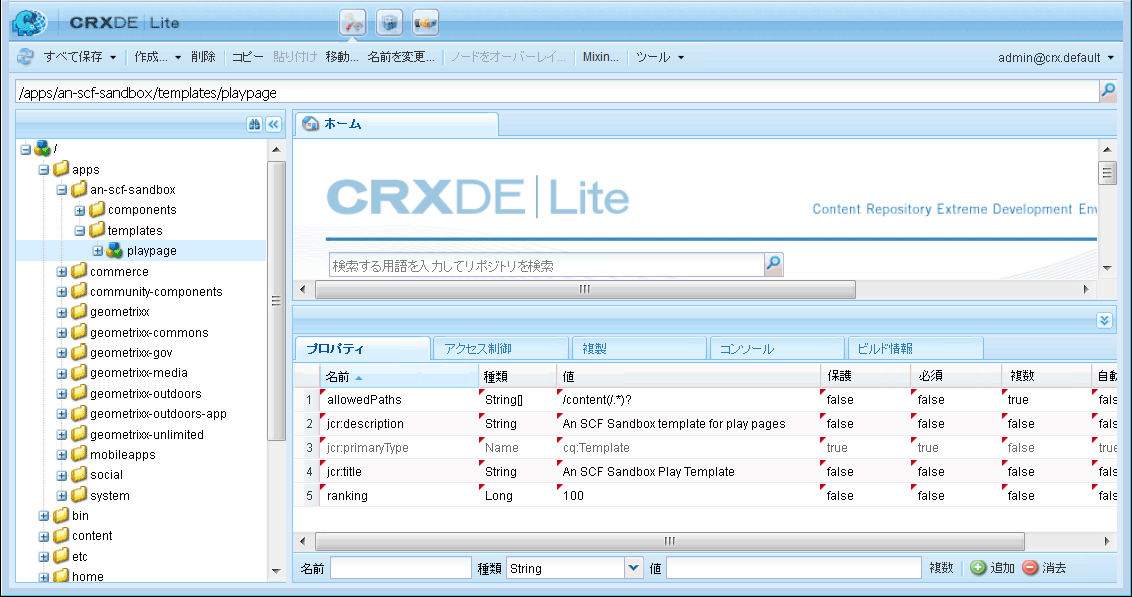 CRXDE | Lite
すべて保存 作成... 削除 コピー 貼り付け 移動... 名前を変更... ノードをオーバーレイ... Mixin... ツール admin@crx.default
/apps/an-scf-sandbox/templates/playpage
ホーム
/
apps
an-scf-sandbox
components
templates
playpage
commerce
community-components
geometrixx
geometrixx-commons
geometrixx-gov
geometrixx-media
geometrixx-outdoors
geometrixx-outdoors-app
geometrixx-unlimited
mobileapps
social
system
bin
content
etc
home
CRXDE | Lite
Content Repository Extreme Development Env
検索する用語を入力してリポジトリを検索
プロパティ アクセス制御 複製 コンソール ビルド情報
名前 種類 値 保護 必須 複数 自動
1 allowedPaths String[] /content(/.*)? false false true fals
2 jcr:description String An SCF Sandbox template for play pages false false false fals
3 jcr:primaryType Name cq:Template true true false true
4 jcr:title String An SCF Sandbox Play Template false false false fals
5 ranking Long 100 false false false fals
名前 種類 String 値 複数 追加 消去